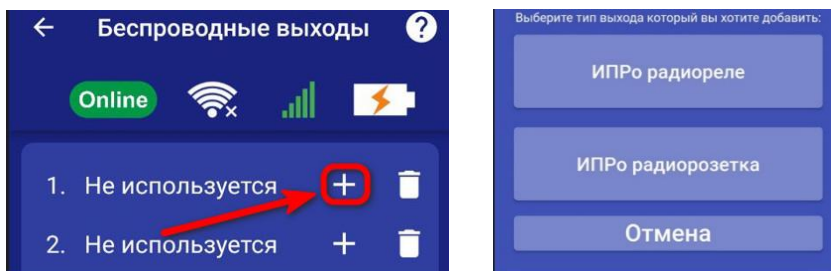 Беспроводные выходы ?
Online
1. Не используется +
2. Не используется +
Выберите тип выхода который вы хотите добавить:
ИПРо радиореле
ИПРо радиорозетка
Отмена